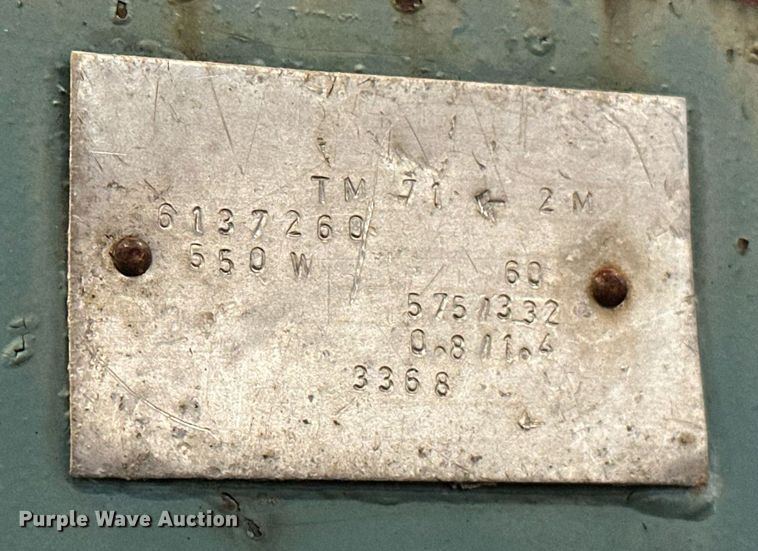 TM 71 2M
6137260
550 W 60
575/332
0.8/1.4
3368
Purple Wave Auction